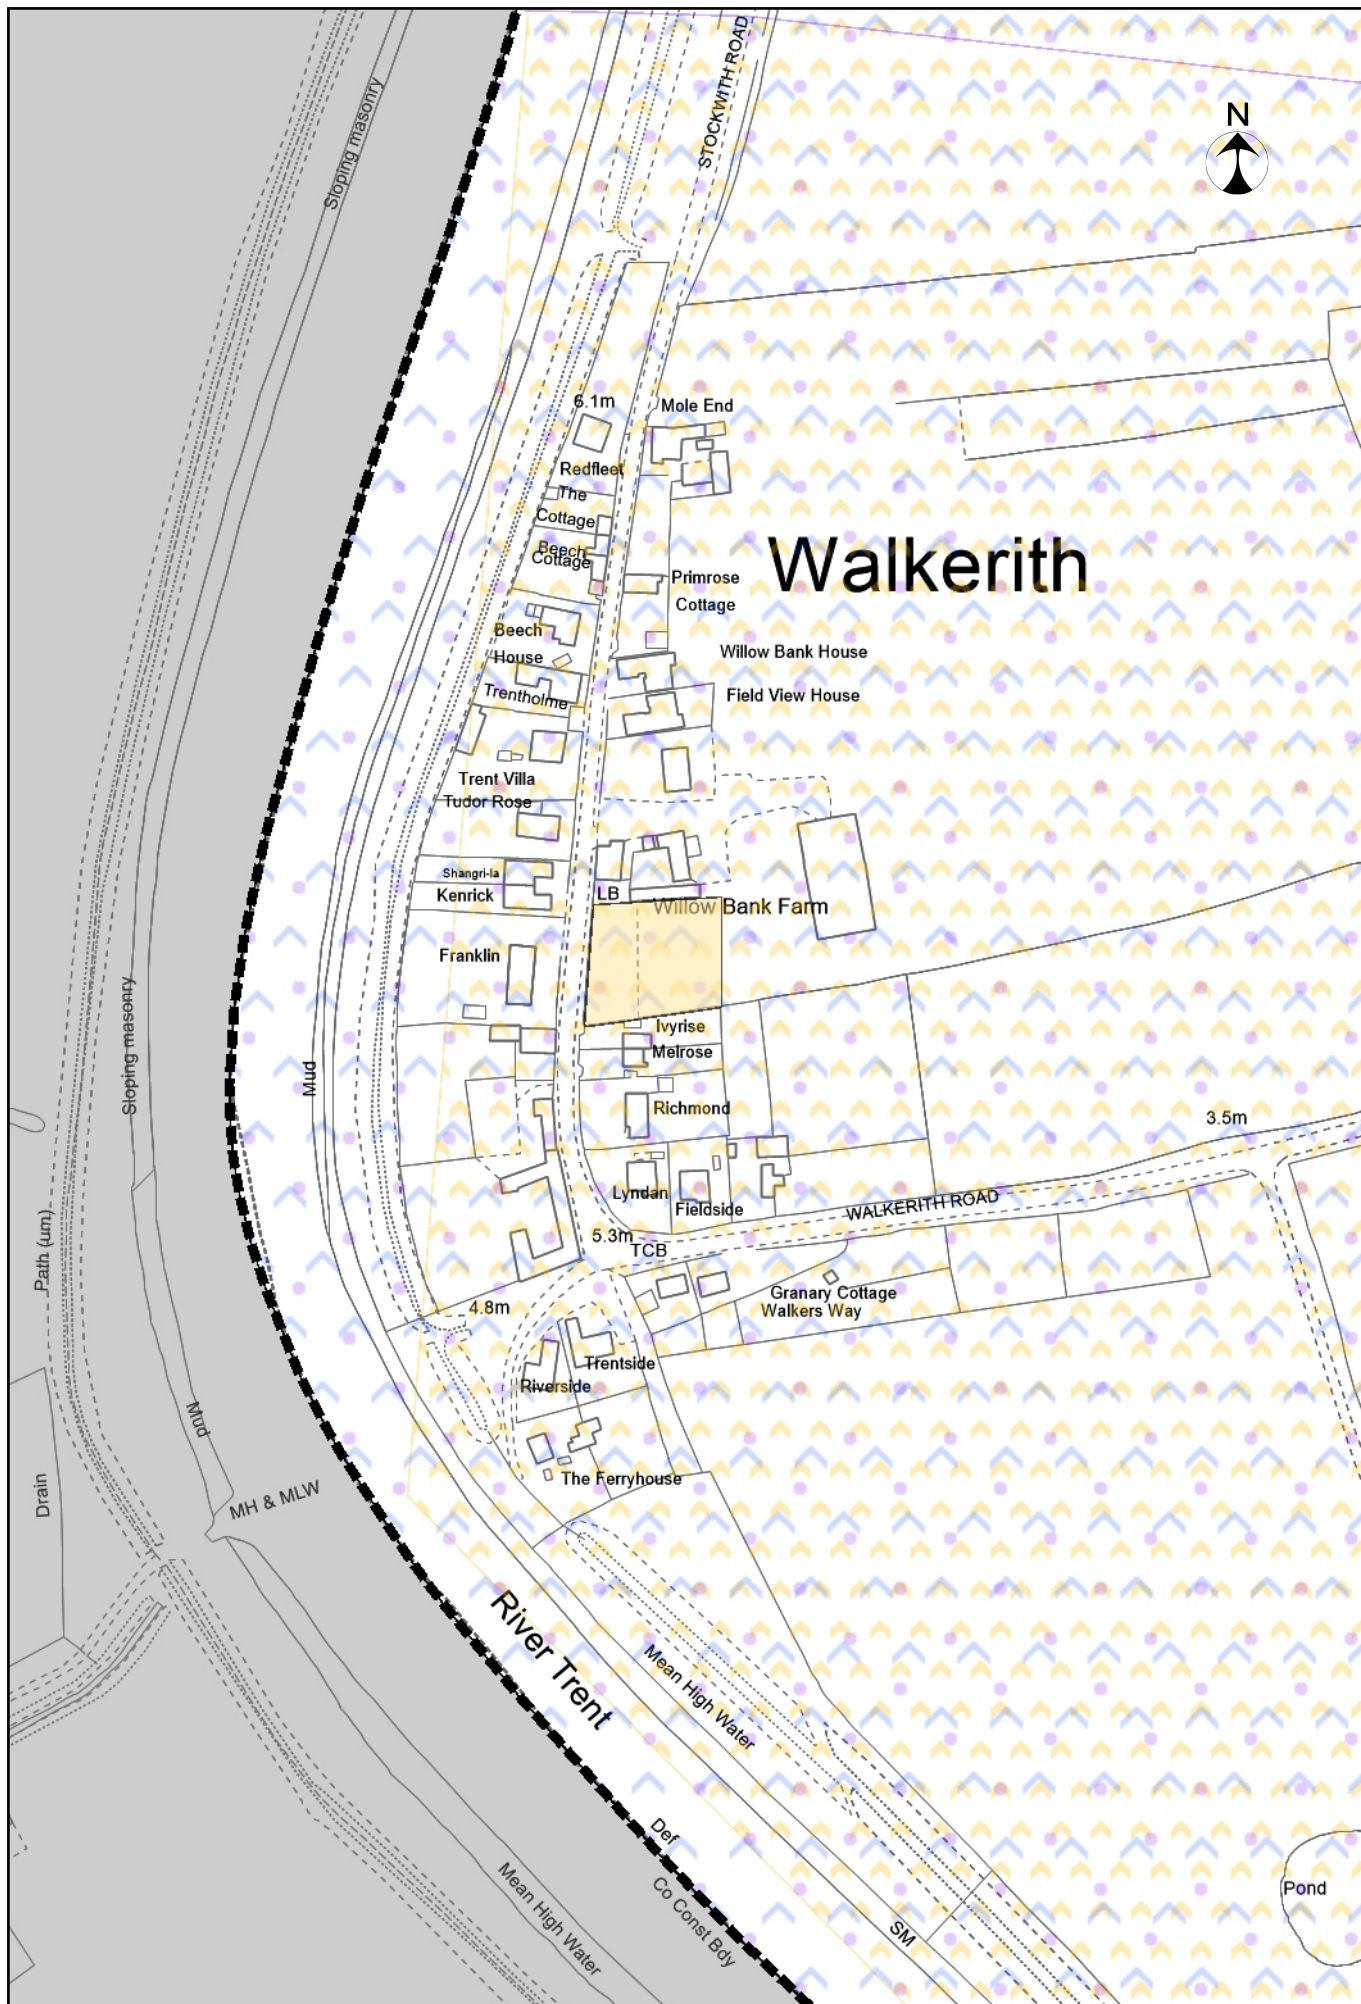 STOCKWITH ROAD
N
Sloping masonry
6.1m
Mole End
Redfleet
The
Cottage
Beech
Cottage
Walkerith
Primrose
Cottage
Beech
House
Willow Bank House
Trentholme
Field View House
Trent Villa
Tudor Rose
Shangri-la
Kenrick
LB
Willow Bank Farm
Franklin
Sloping masonry
Ivyrise
Melrose
Mud
Richmond
3.5m
Lyndan
Fieldside
WALKERITH ROAD
5.3m
TCB
Path (um)
Granary Cottage
Walkers Way
4.8m
Trentside
Riverside
Mud
The Ferryhouse
Drain
MH & MLW
River Trent
Mean High Water
Def
Co Const Bdy
Mean High Water
SM
Pond